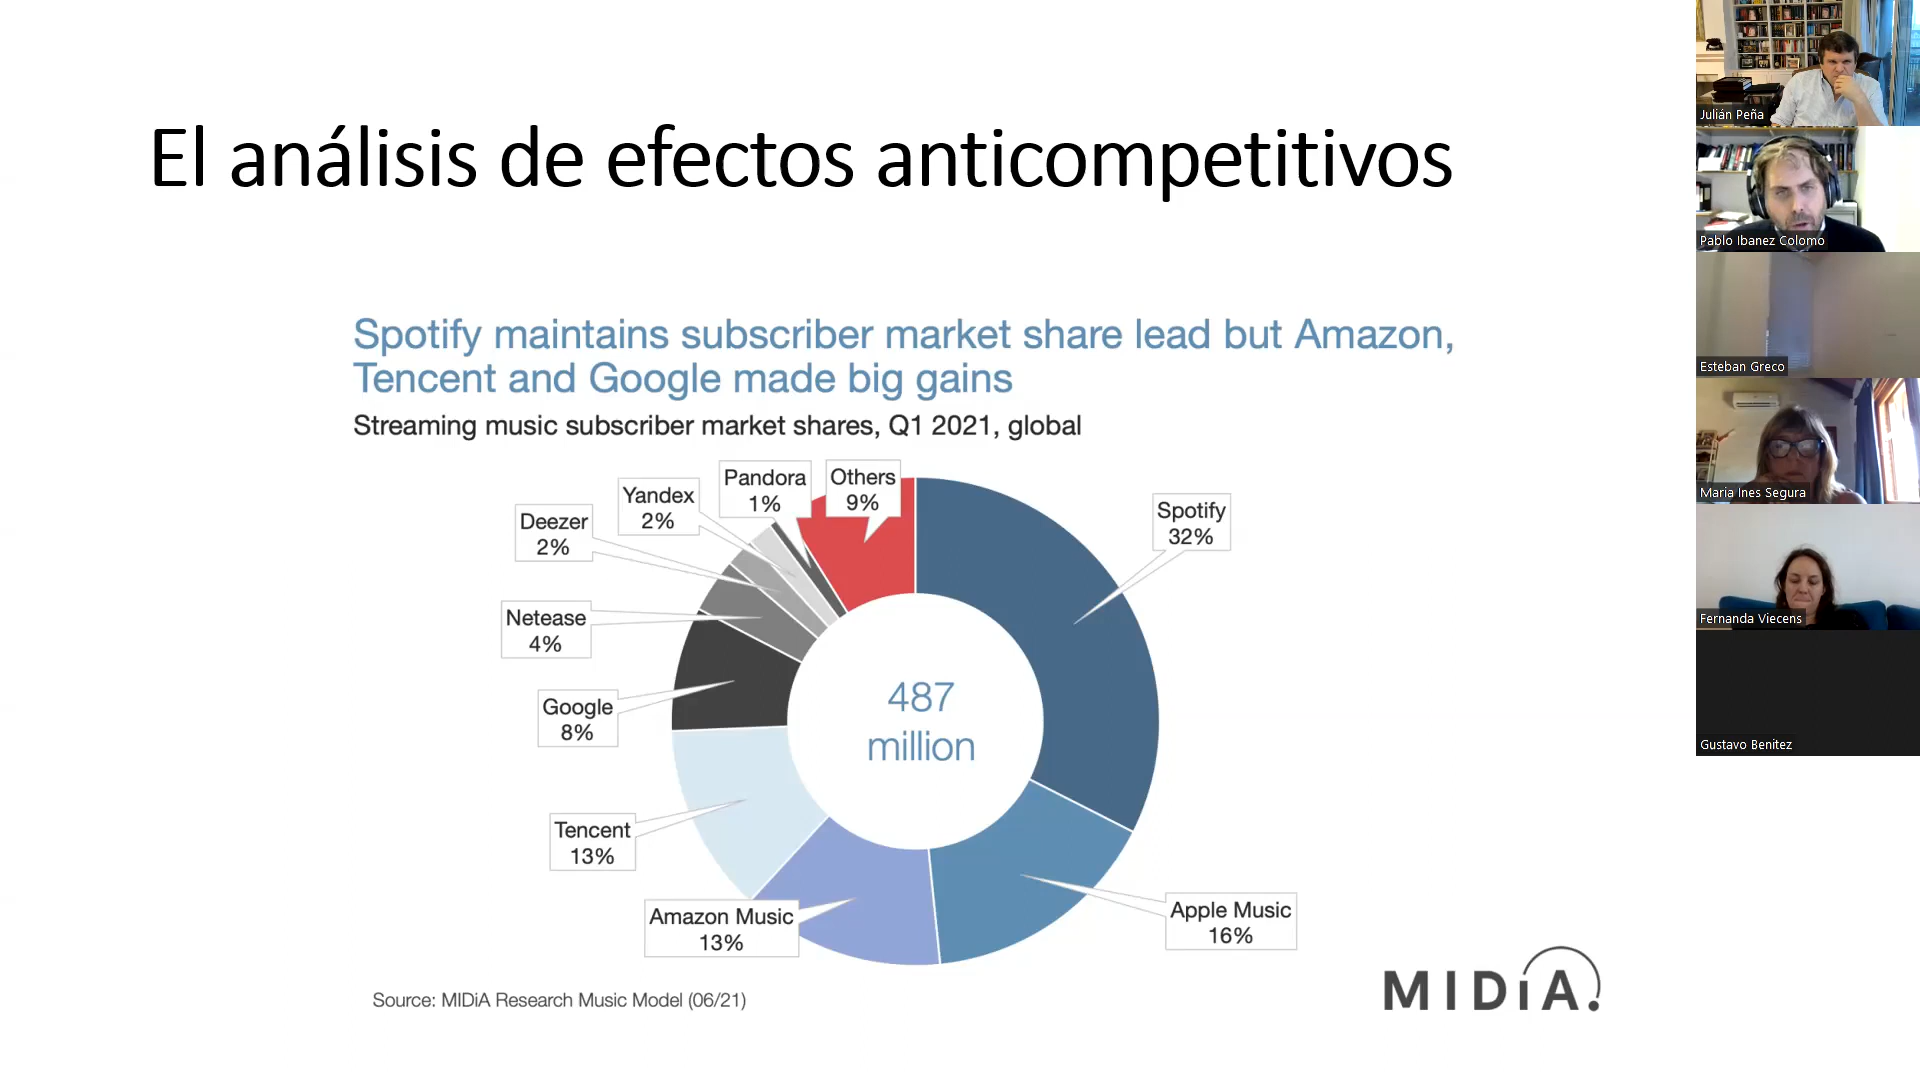 El análisis de efectos anticompetitivos
Spotify maintains subscriber market share lead but Amazon,
Tencent and Google made big gains
Streaming music subscriber market shares, Q1 2021, global
Pandora
1%
Others
9%
Yandex
2%
Deezer
2%
Spotify
32%
Netease
4%
Google
8%
487
million
Tencent
13%
Amazon Music
13%
Apple Music
16%
Source: MIDiA Research Music Model (06/21)
MIDiA.
Julián Peña
Pablo Ibanez Colomo
Esteban Greco
Maria Ines Segura
Fernanda Viecens
Gustavo Benitez